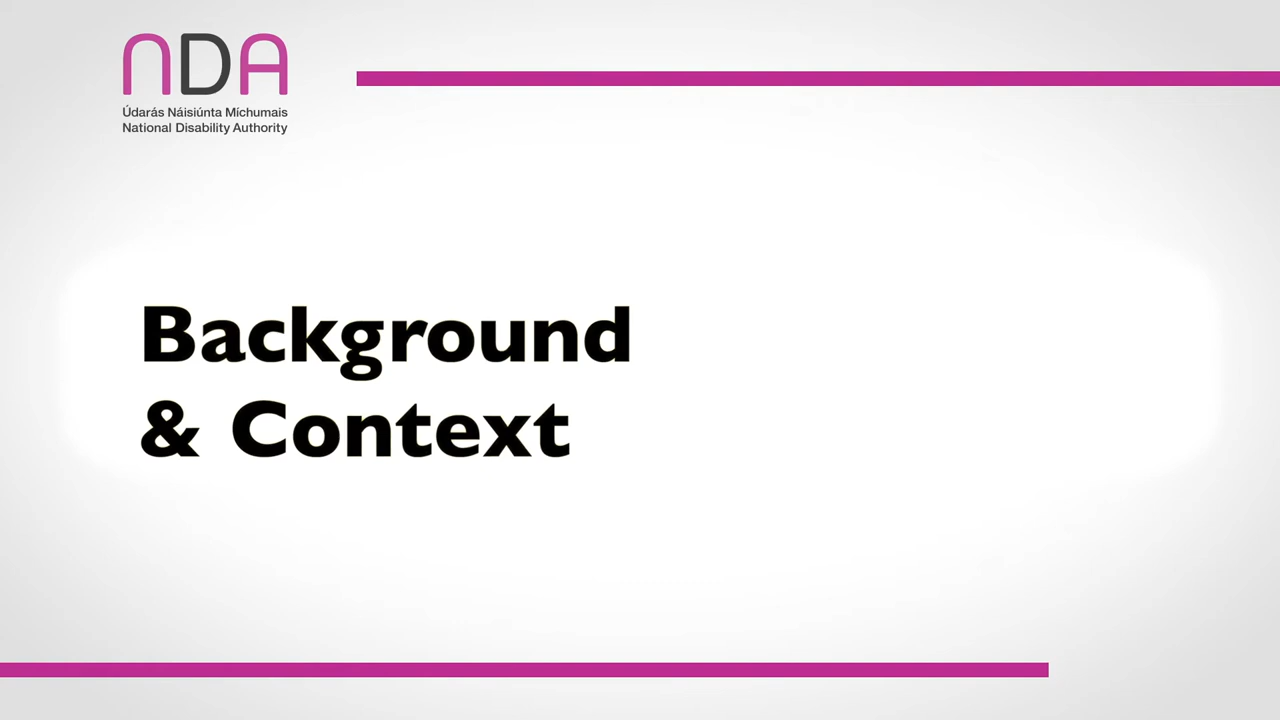 NDA
Údarás Náisiúnta Míchumais
National Disability Authority
Background
& Context